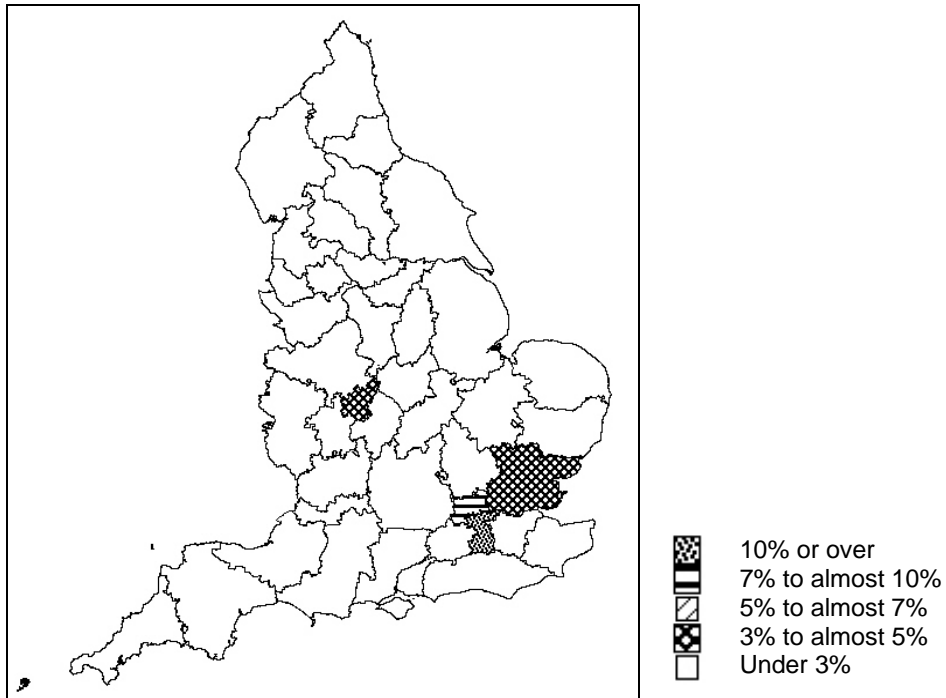 10% or over
7% to almost 10%
5% to almost 7%
3% to almost 5%
Under 3%